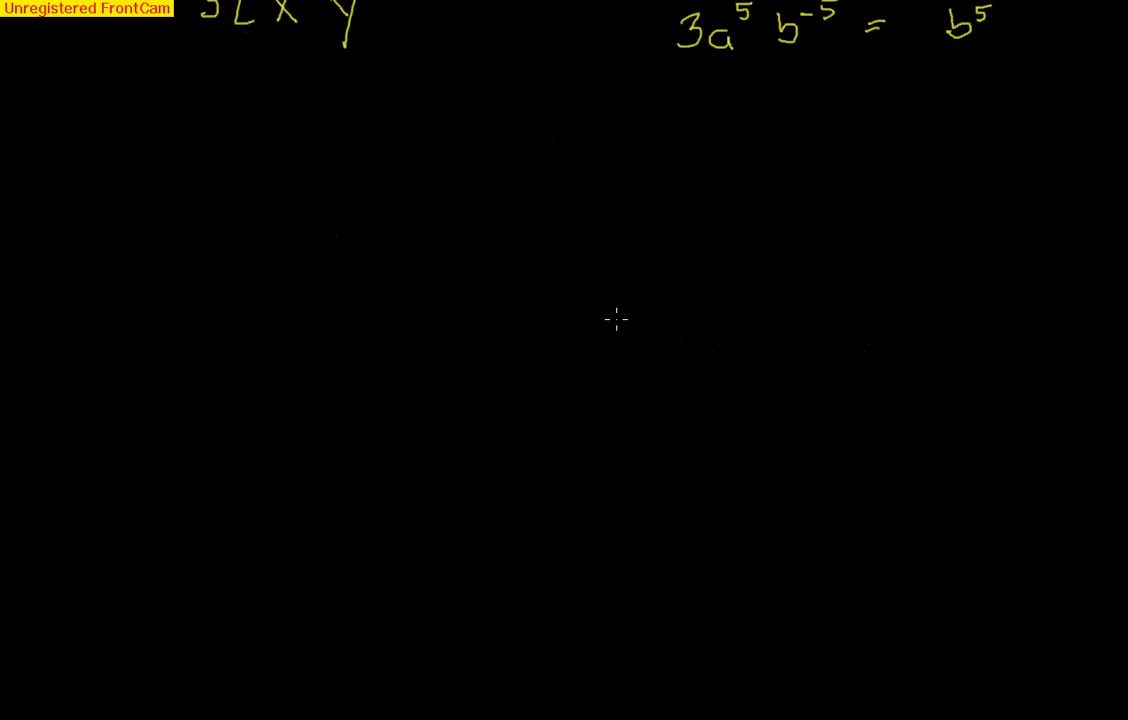 Unregistered FrontCam
3a⁵ b⁻⁵ = b⁵